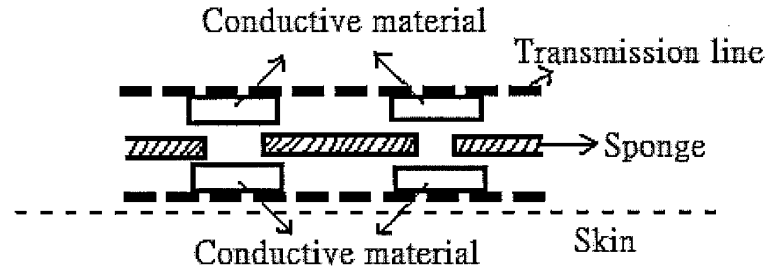 Conductive material
Transmission line
Sponge
Conductive material
Skin